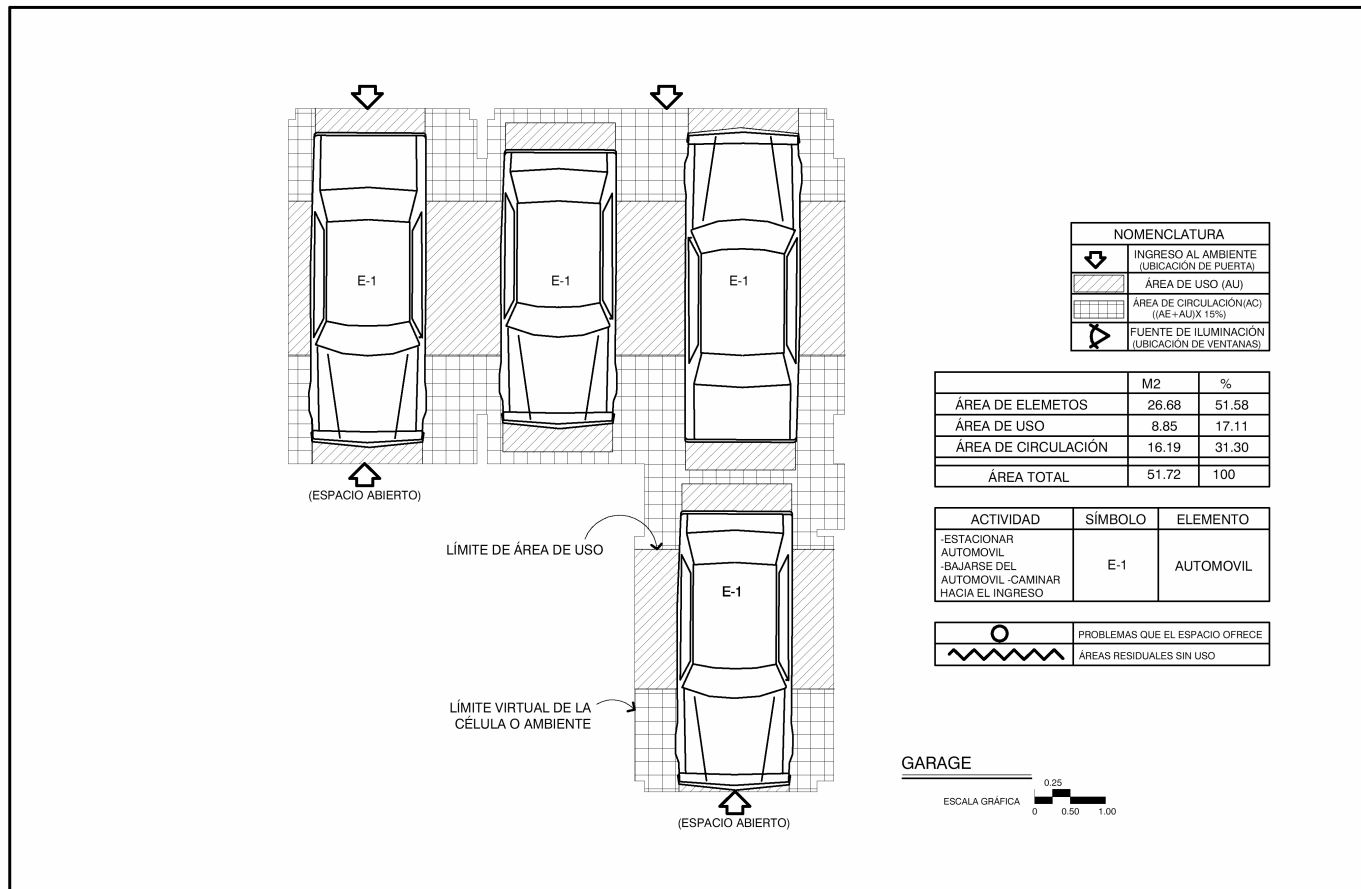 E-1
E-1
E-1
(ESPACIO ABIERTO)
LÍMITE DE ÁREA DE USO
E-1
LÍMITE VIRTUAL DE LA
CÉLULA O AMBIENTE
(ESPACIO ABIERTO)
NOMENCLATURA
INGRESO AL AMBIENTE
(UBICACIÓN DE PUERTA)
ÁREA DE USO (AU)
ÁREA DE CIRCULACIÓN(AC)
((AE+AU)X 15%)
FUENTE DE ILUMINACIÓN
(UBICACIÓN DE VENTANAS)
M2 %
ÁREA DE ELEMETOS 26.68 51.58
ÁREA DE USO 8.85 17.11
ÁREA DE CIRCULACIÓN 16.19 31.30
ÁREA TOTAL 51.72 100
ACTIVIDAD SÍMBOLO ELEMENTO
-ESTACIONAR
AUTOMOVIL
-BAJARSE DEL
AUTOMOVIL -CAMINAR
HACIA EL INGRESO
E-1 AUTOMOVIL
PROBLEMAS QUE EL ESPACIO OFRECE
ÁREAS RESIDUALES SIN USO
GARAGE
ESCALA GRÁFICA
0.25
0 0.50 1.00